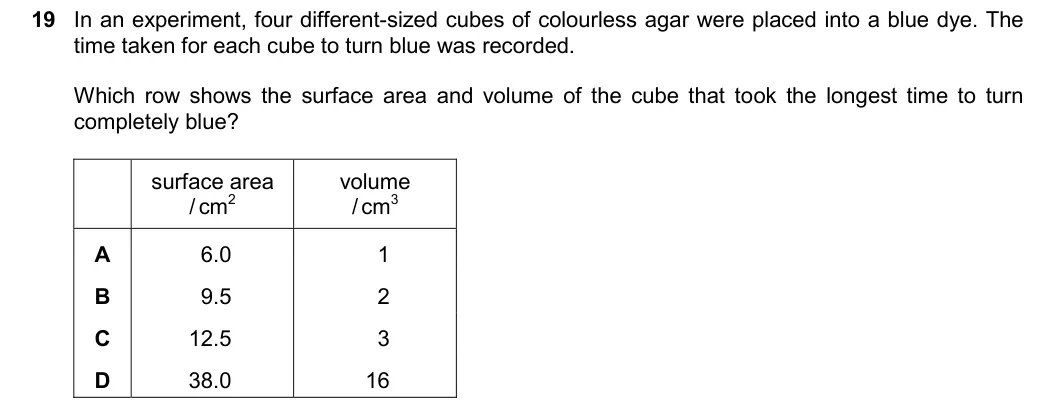 19 In an experiment, four different-sized cubes of colourless agar were placed into a blue dye. The
time taken for each cube to turn blue was recorded.
Which row shows the surface area and volume of the cube that took the longest time to turn
completely blue?
surface area / cm² volume / cm³
A 6.0 1
B 9.5 2
C 12.5 3
D 38.0 16